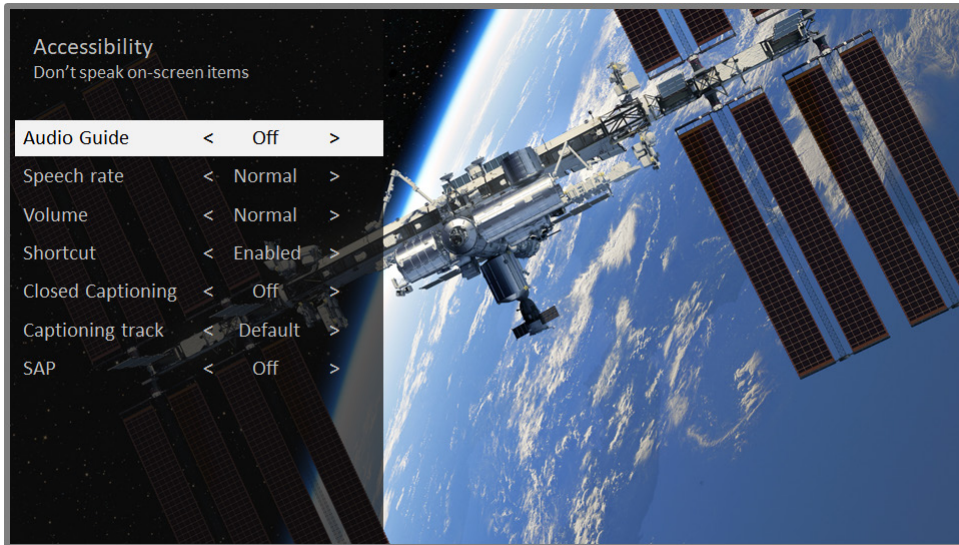 Accessibility
Don't speak on-screen items
Audio Guide < Off >
Speech rate < Normal >
Volume < Normal >
Shortcut < Enabled >
Closed Captioning < Off >
Captioning track < Default >
SAP < Off >